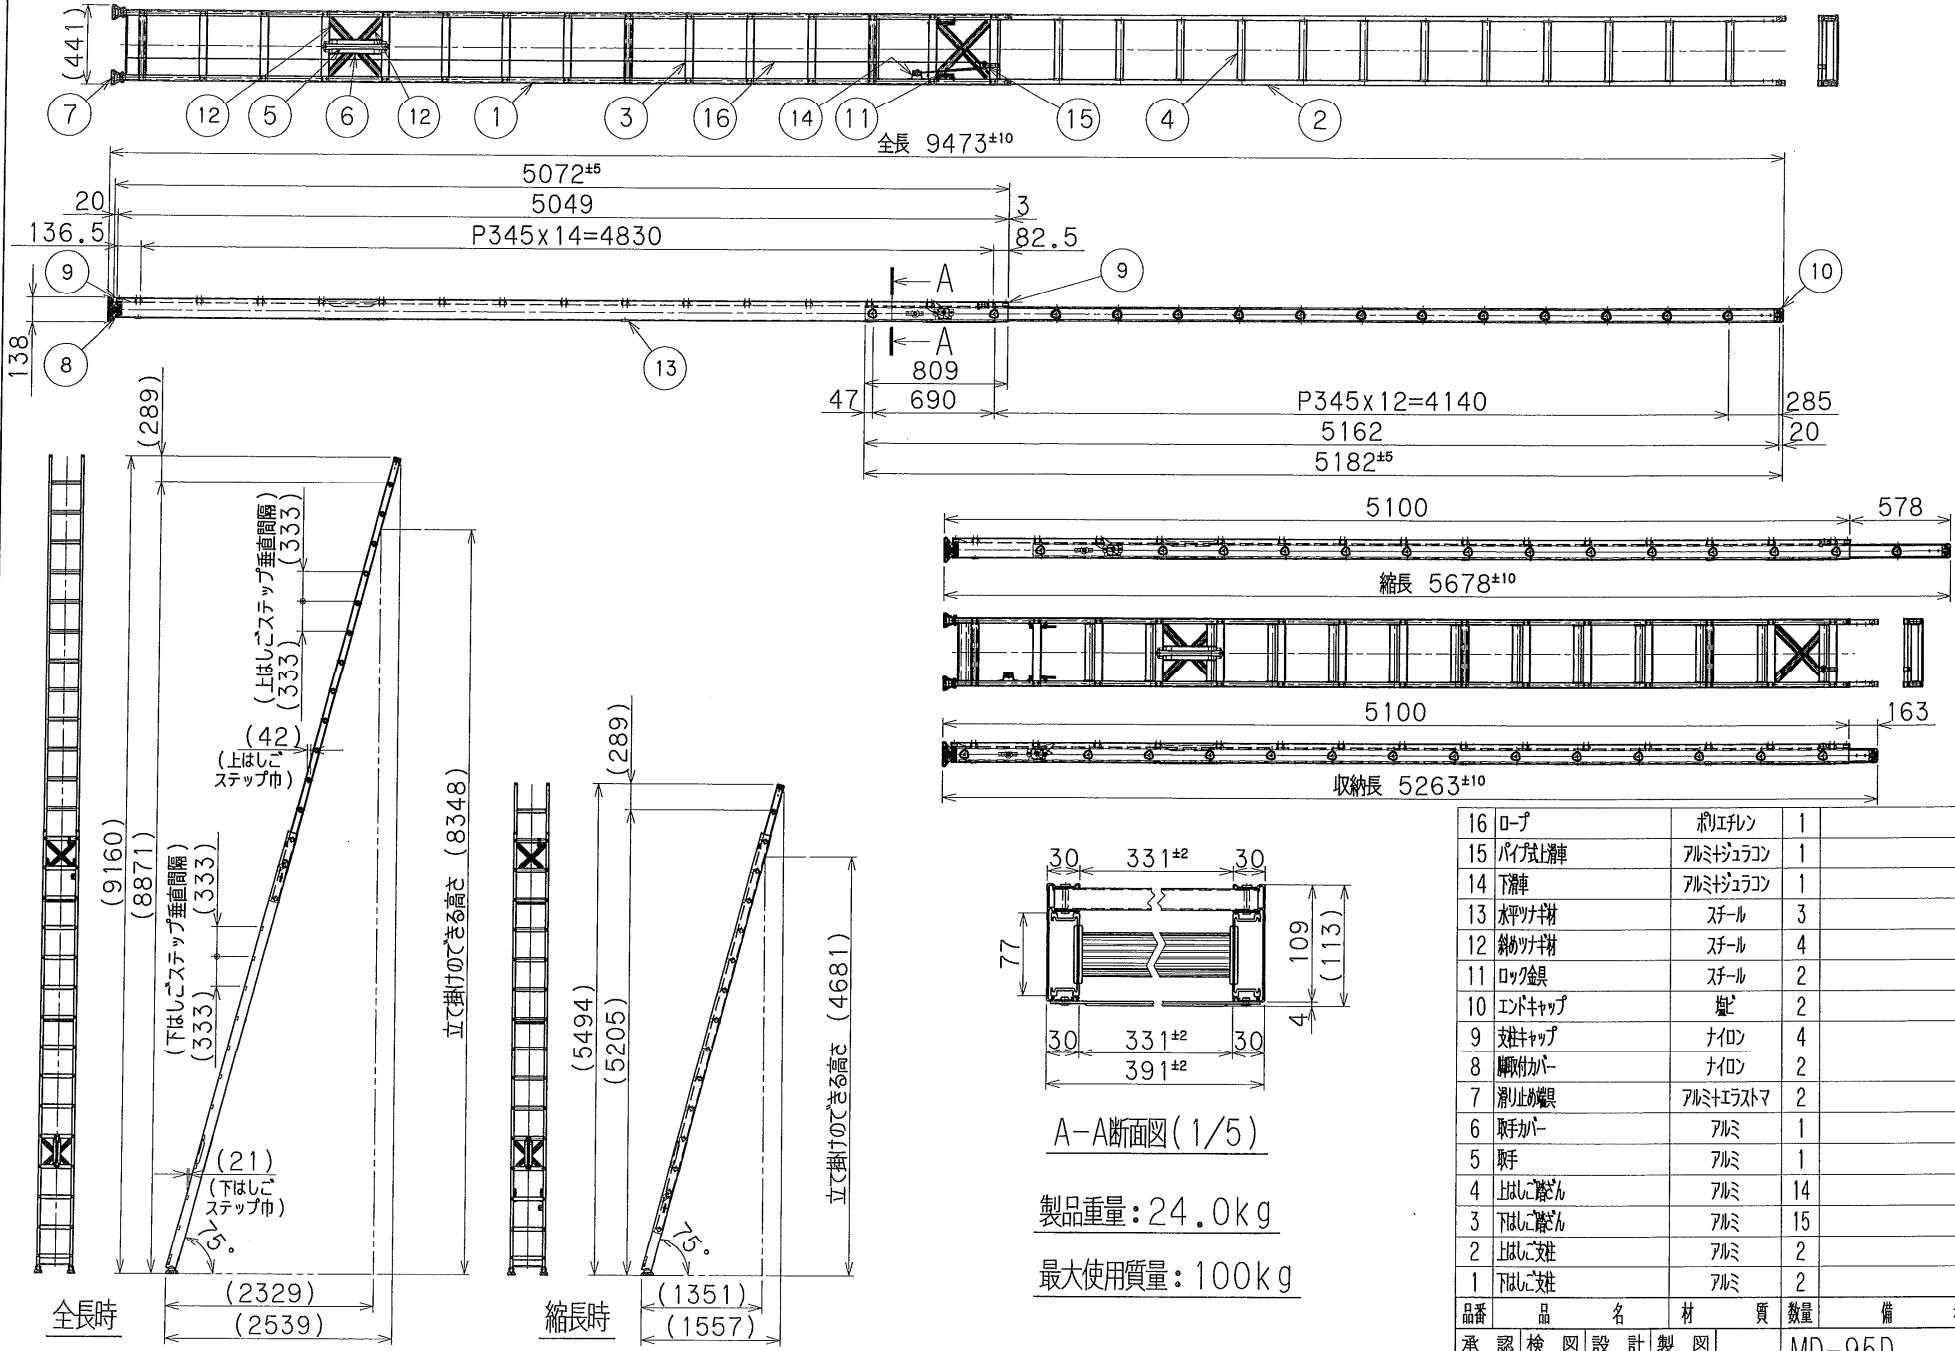 (441)
7
12
5
6
12
1
3
16
14
11
15
4
2
全長 9473±10
5072±5
20
5049
3
136.5
P345x14=4830
82.5
9
A
9
10
138
8
13
A
809
47
690
P345x12=4140
285
5162
20
5182±5
(289)
(9160)
(8871)
(上はしごステップ垂直間隔)
(333)
(333)
(42)
(上はしご
ステップ巾)
(下はしごステップ垂直間隔)
(333)
(333)
(21)
(下はしご
ステップ巾)
75°
立て掛けのできる高さ (8348)
(2329)
(2539)
全長時
(289)
(5494)
(5205)
75°
立て掛けのできる高さ (4681)
(1351)
(1557)
縮長時
5100
578
縮長 5678±10
5100
163
収納長 5263±10
30
331±2
30
77
109
(113)
4
30
331±2
30
391±2
A-A断面図(1/5)
製品重量:24.0kg
最大使用質量:100kg
16 ロープ ポリエチレン 1
15 パイプ式上滑車 アルミ+ジュラコン 1
14 下滑車 アルミ+ジュラコン 1
13 水平ツナギ材 スチール 3
12 斜めツナギ材 スチール 4
11 ロック金具 スチール 2
10 エンドキャップ 塩ビ 2
9 支柱キャップ ナイロン 4
8 脚取付カバー ナイロン 2
7 滑り止め端具 アルミ+エラストマ 2
6 取手カバー アルミ 1
5 取手 アルミ 1
4 上はしご踏ざん アルミ 14
3 下はしご踏ざん アルミ 15
2 上はしご支柱 アルミ 2
1 下はしご支柱 アルミ 2
品番 品名 材質 数量 備
承認 検図 設計 製図 MD-95D